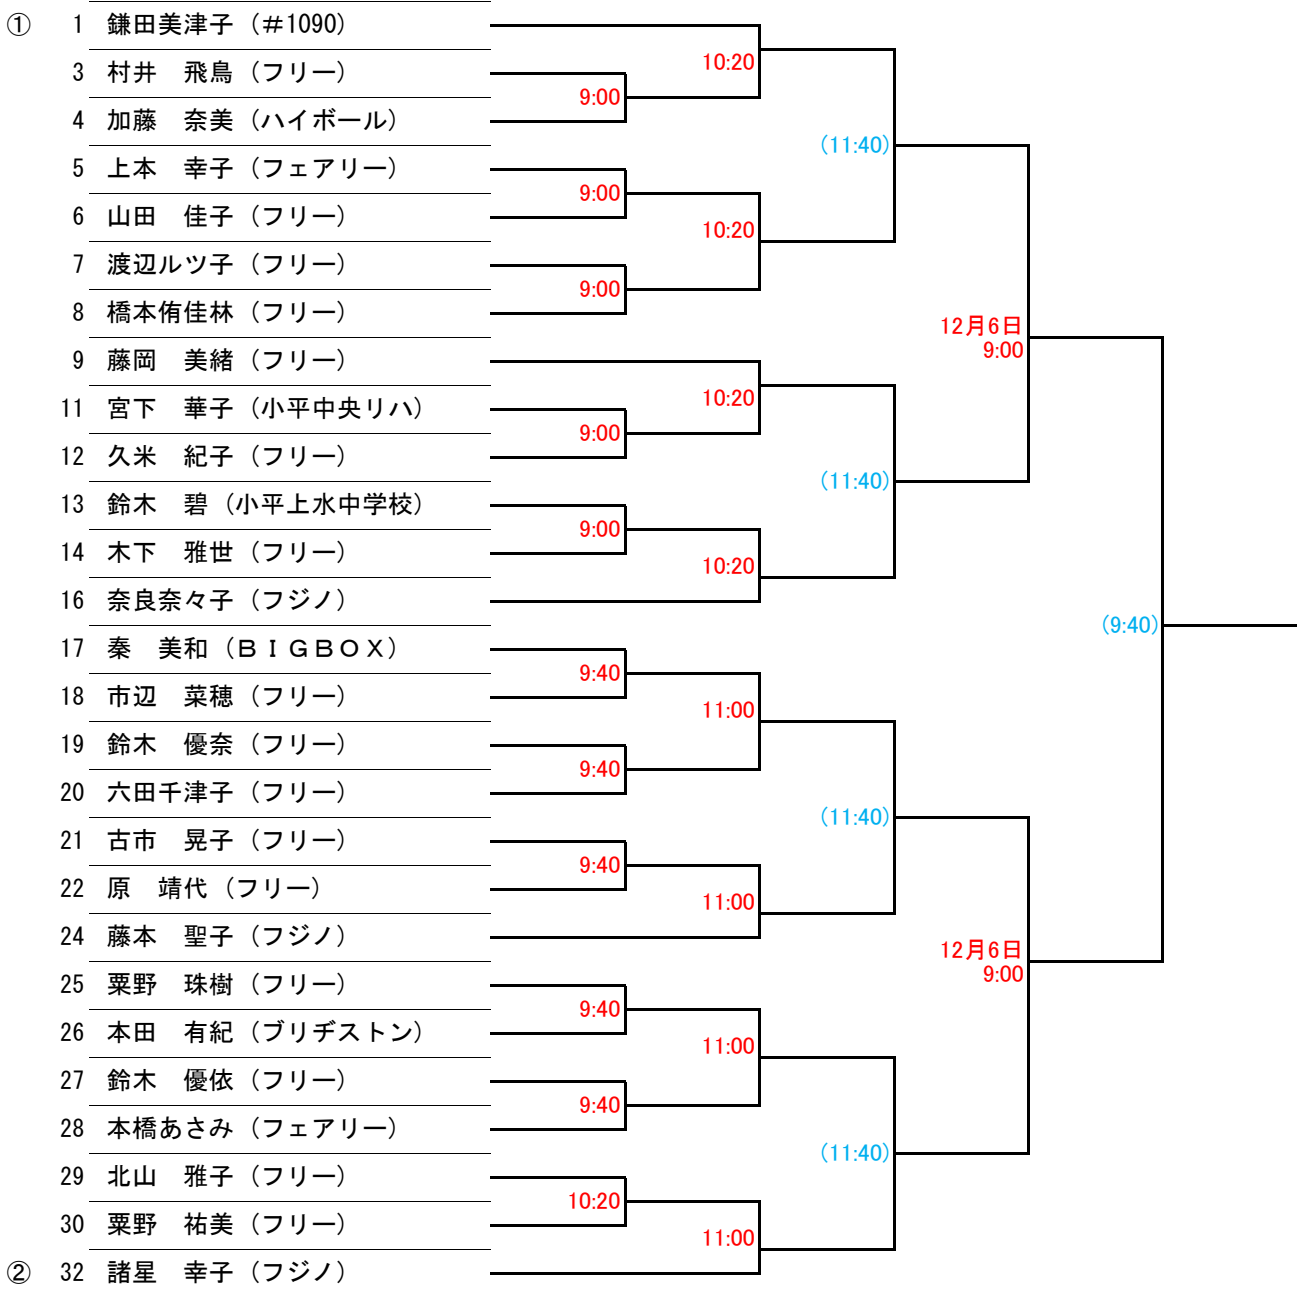 ① 1 鎌田美津子 (＃1090)
10:20
3 村井　飛鳥 (フリー)
9:00
4 加藤　奈美 (ハイボール)
(11:40)
5 上本　幸子 (フェアリー)
9:00
6 山田　佳子 (フリー)
10:20
7 渡辺ルツ子 (フリー)
9:00
8 橋本侑佳林 (フリー)
12月6日
9:00
9 藤岡　美緒 (フリー)
10:20
11 宮下　華子 (小平中央リハ)
9:00
12 久米　紀子 (フリー)
(11:40)
13 鈴木　碧 (小平上水中学校)
9:00
14 木下　雅世 (フリー)
10:20
16 奈良奈々子 (フジノ)
(9:40)
17 秦　美和 (ＢＩＧＢＯＸ)
9:40
18 市辺　菜穂 (フリー)
11:00
19 鈴木　優奈 (フリー)
9:40
20 六田千津子 (フリー)
(11:40)
21 古市　晃子 (フリー)
9:40
22 原　靖代 (フリー)
11:00
24 藤本　聖子 (フジノ)
12月6日
9:00
25 粟野　珠樹 (フリー)
9:40
26 本田　有紀 (ブリヂストン)
11:00
27 鈴木　優依 (フリー)
9:40
28 本橋あさみ (フェアリー)
(11:40)
29 北山　雅子 (フリー)
10:20
30 粟野　祐美 (フリー)
11:00
② 32 諸星　幸子 (フジノ)